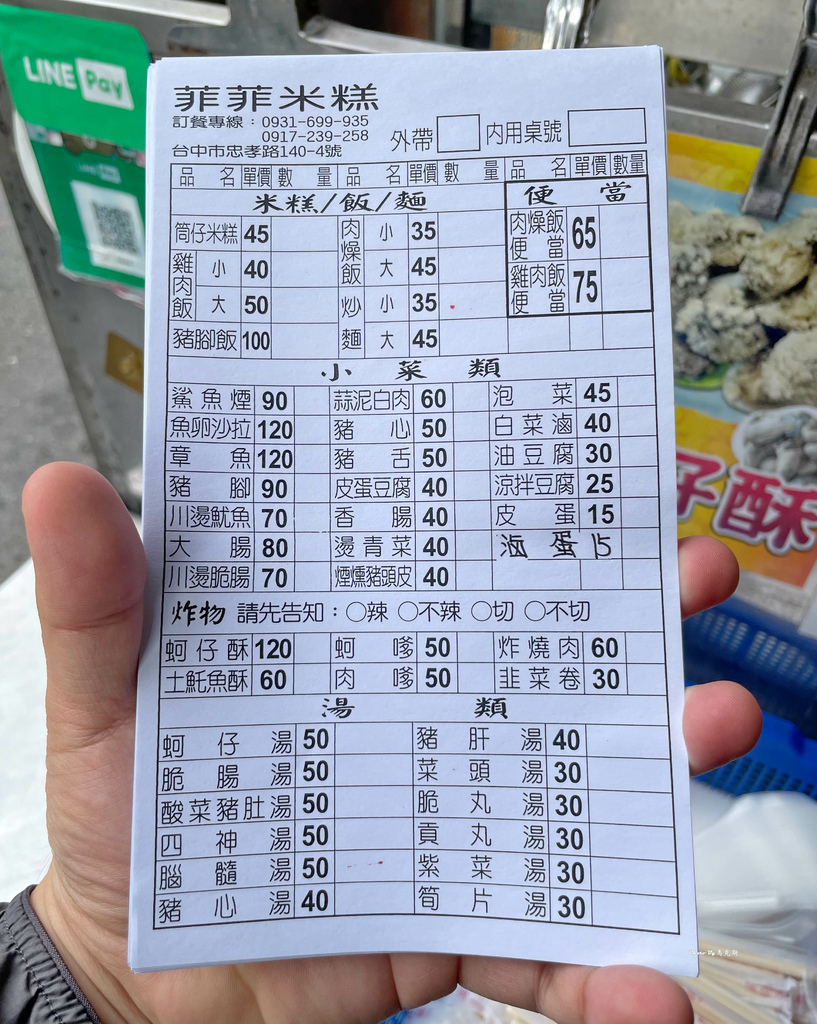 LINE Pay
LINE Pay
菲菲米糕
訂餐專線：0931-699-935
0917-239-258
台中市忠孝路140-4號
外帶 內用桌號
品名 單價 數量 品名 單價 數量 品名 單價 數量
米糕/飯/麵 便當
筒仔米糕 45 肉燥飯 小 35 肉燥飯便當 65
雞肉飯 小 40 大 45 雞肉飯便當 75
大 50 炒麵 小 35
豬腳飯 100 大 45
小菜類
鯊魚煙 90 蒜泥白肉 60 泡菜 45
魚卵沙拉 120 豬心 50 白菜滷 40
章魚 120 豬舌 50 油豆腐 30
豬腳 90 皮蛋豆腐 40 涼拌豆腐 25
川燙魷魚 70 香腸 40 皮蛋 15
大腸 80 燙青菜 40 滷蛋 15
川燙脆腸 70 煙燻豬頭皮 40
炸物 請先告知：○辣 ○不辣 ○切 ○不切
蚵仔酥 120 蚵嗲 50 炸燒肉 60
土魠魚酥 60 肉嗲 50 韭菜卷 30
湯類
蚵仔湯 50 豬肝湯 40
脆腸湯 50 菜頭湯 30
酸菜豬肚湯 50 脆丸湯 30
四神湯 50 貢丸湯 30
腦髓湯 50 紫菜湯 30
豬心湯 40 筍片湯 30
仔酥